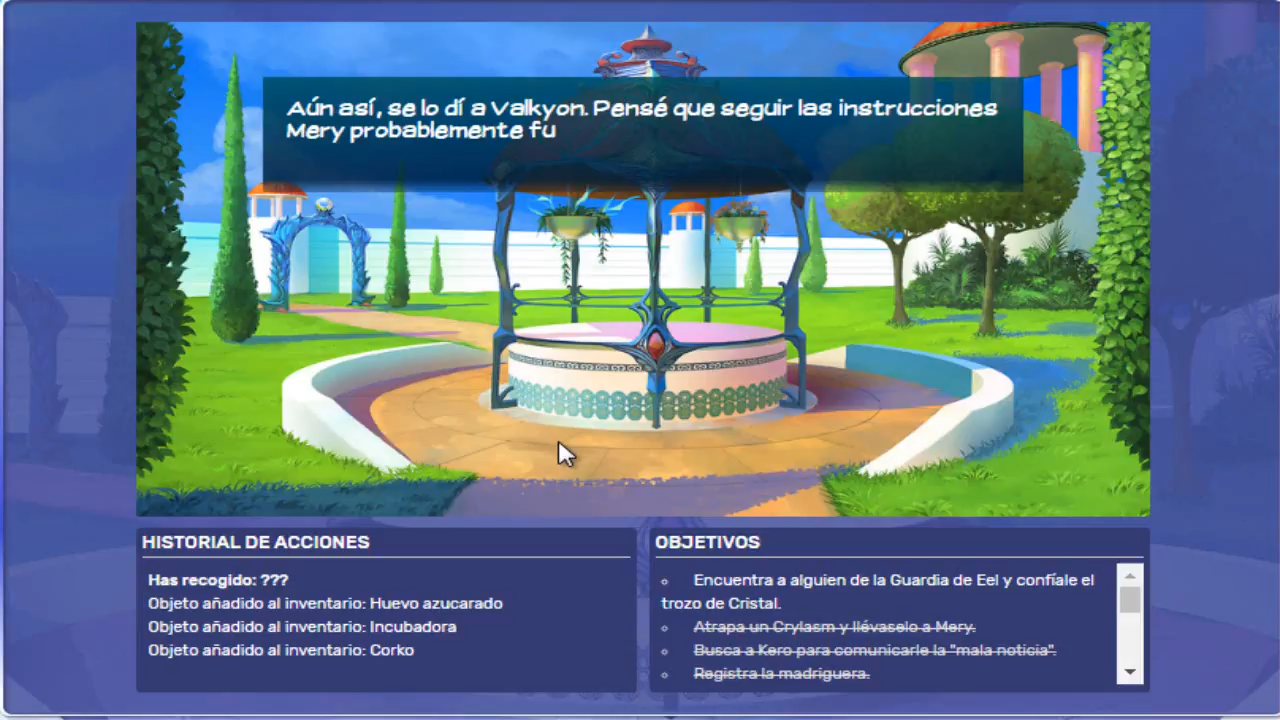 Aún así, se lo dí a Valkyon. Pensé que seguir las instrucciones
Mery probablemente fu
HISTORIAL DE ACCIONES
Has recogido: ???
Objeto añadido al inventario: Huevo azucarado
Objeto añadido al inventario: Incubadora
Objeto añadido al inventario: Corko
OBJETIVOS
Encuentra a alguien de la Guardia de Eel y confíale el
trozo de Cristal.
Atrapa un Crylasm y llévaselo a Mery.
Busca a Kero para comunicarle la "mala noticia".
Registra la madriguera.